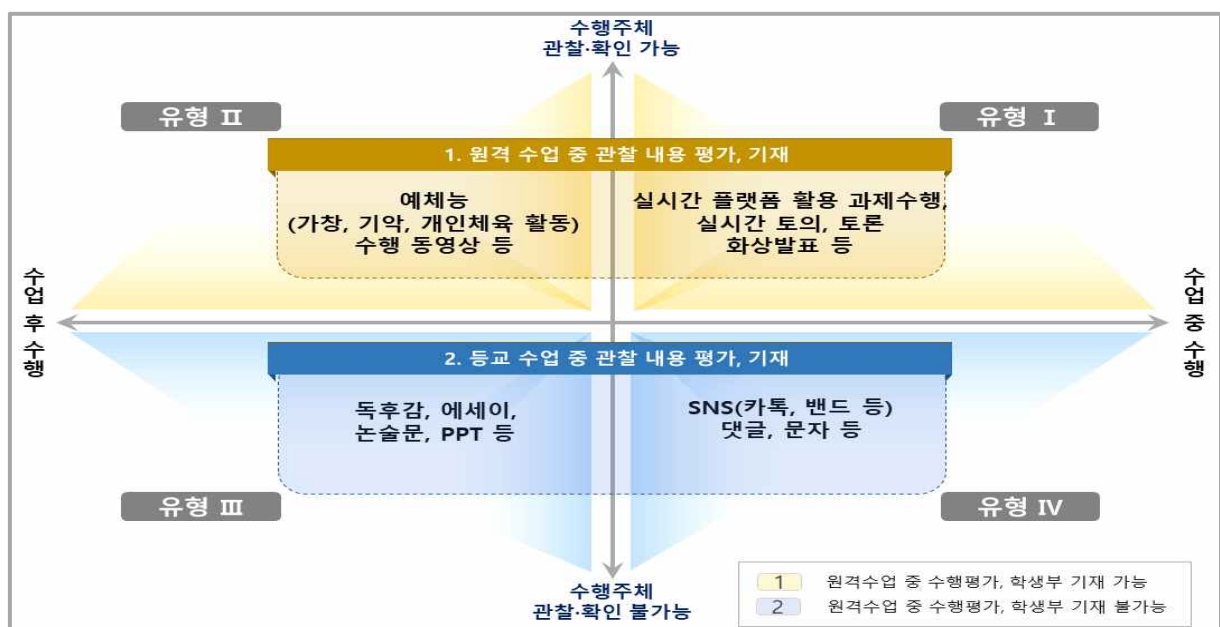 수행주체
관찰·확인 가능
유형 Ⅱ
유형 Ⅰ
1. 원격 수업 중 관찰 내용 평가, 기재
예체능
(가창, 기악, 개인체육 활동)
수행 동영상 등
실시간 플랫폼 활용 과제수행,
실시간 토의, 토론
화상발표 등
수업 후 수행
수업 중 수행
2. 등교 수업 중 관찰 내용 평가, 기재
독후감, 에세이,
논술문, PPT 등
SNS(카톡, 밴드 등)
댓글, 문자 등
유형 Ⅲ
유형 Ⅳ
수행주체
관찰·확인 불가능
1 원격수업 중 수행평가, 학생부 기재 가능
2 원격수업 중 수행평가, 학생부 기재 불가능